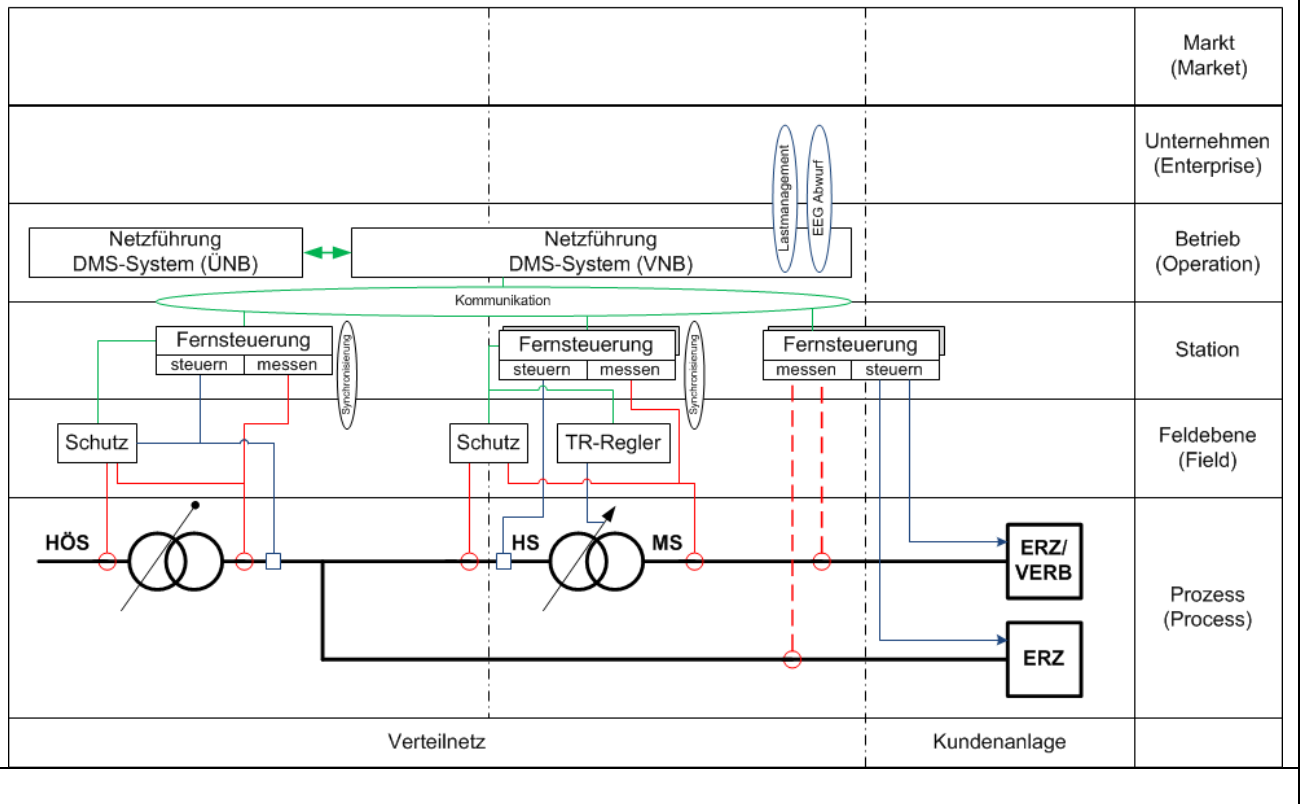 Markt
(Market)
Unternehmen
(Enterprise)
Lastmanagement
EEG Abwurf
Netzführung
DMS-System (ÜNB)
Netzführung
DMS-System (VNB)
Betrieb
(Operation)
Kommunikation
Fernsteuerung
steuern
messen
Synchronisierung
Fernsteuerung
steuern
messen
Synchronisierung
Fernsteuerung
messen
steuern
Station
Schutz
Schutz
TR-Regler
Feldebene
(Field)
HÖS
HS
MS
ERZ/
VERB
ERZ
Prozess
(Process)
Verteilnetz
Kundenanlage